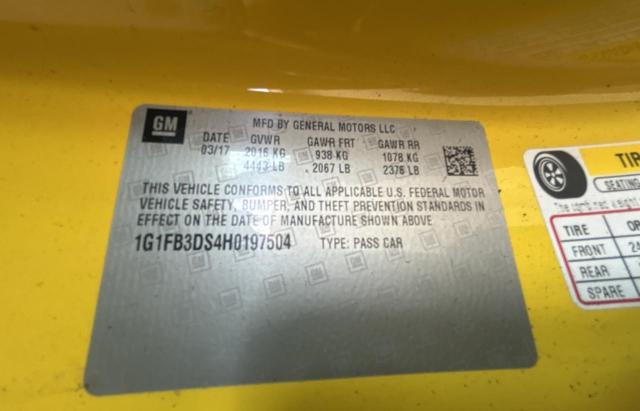 GM
MFD BY GENERAL MOTORS LLC
DATE GVWR GAWR FRT GAWR RR
03/17 2016 KG 938 KG 1078 KG
4443 LB 2067 LB 2376 LB
THIS VEHICLE CONFORMS TO ALL APPLICABLE U.S. FEDERAL MOTOR
VEHICLE SAFETY, BUMPER, AND THEFT PREVENTION STANDARDS IN
EFFECT ON THE DATE OF MANUFACTURE SHOWN ABOVE
1G1FB3DS4H0197504 TYPE: PASS CAR
TIR
SEATING
TIRE
FRONT 24
REAR
SPARE